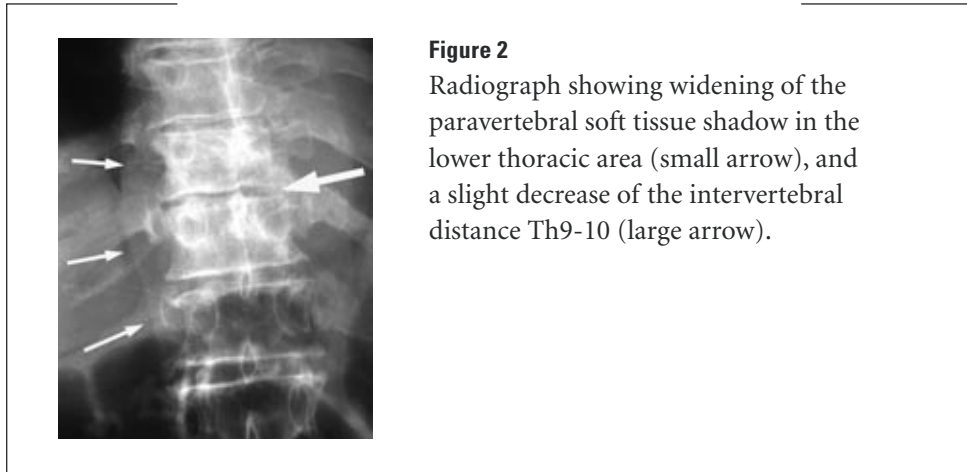 Figure 2
Radiograph showing widening of the
paravertebral soft tissue shadow in the
lower thoracic area (small arrow), and
a slight decrease of the intervertebral
distance Th9-10 (large arrow).